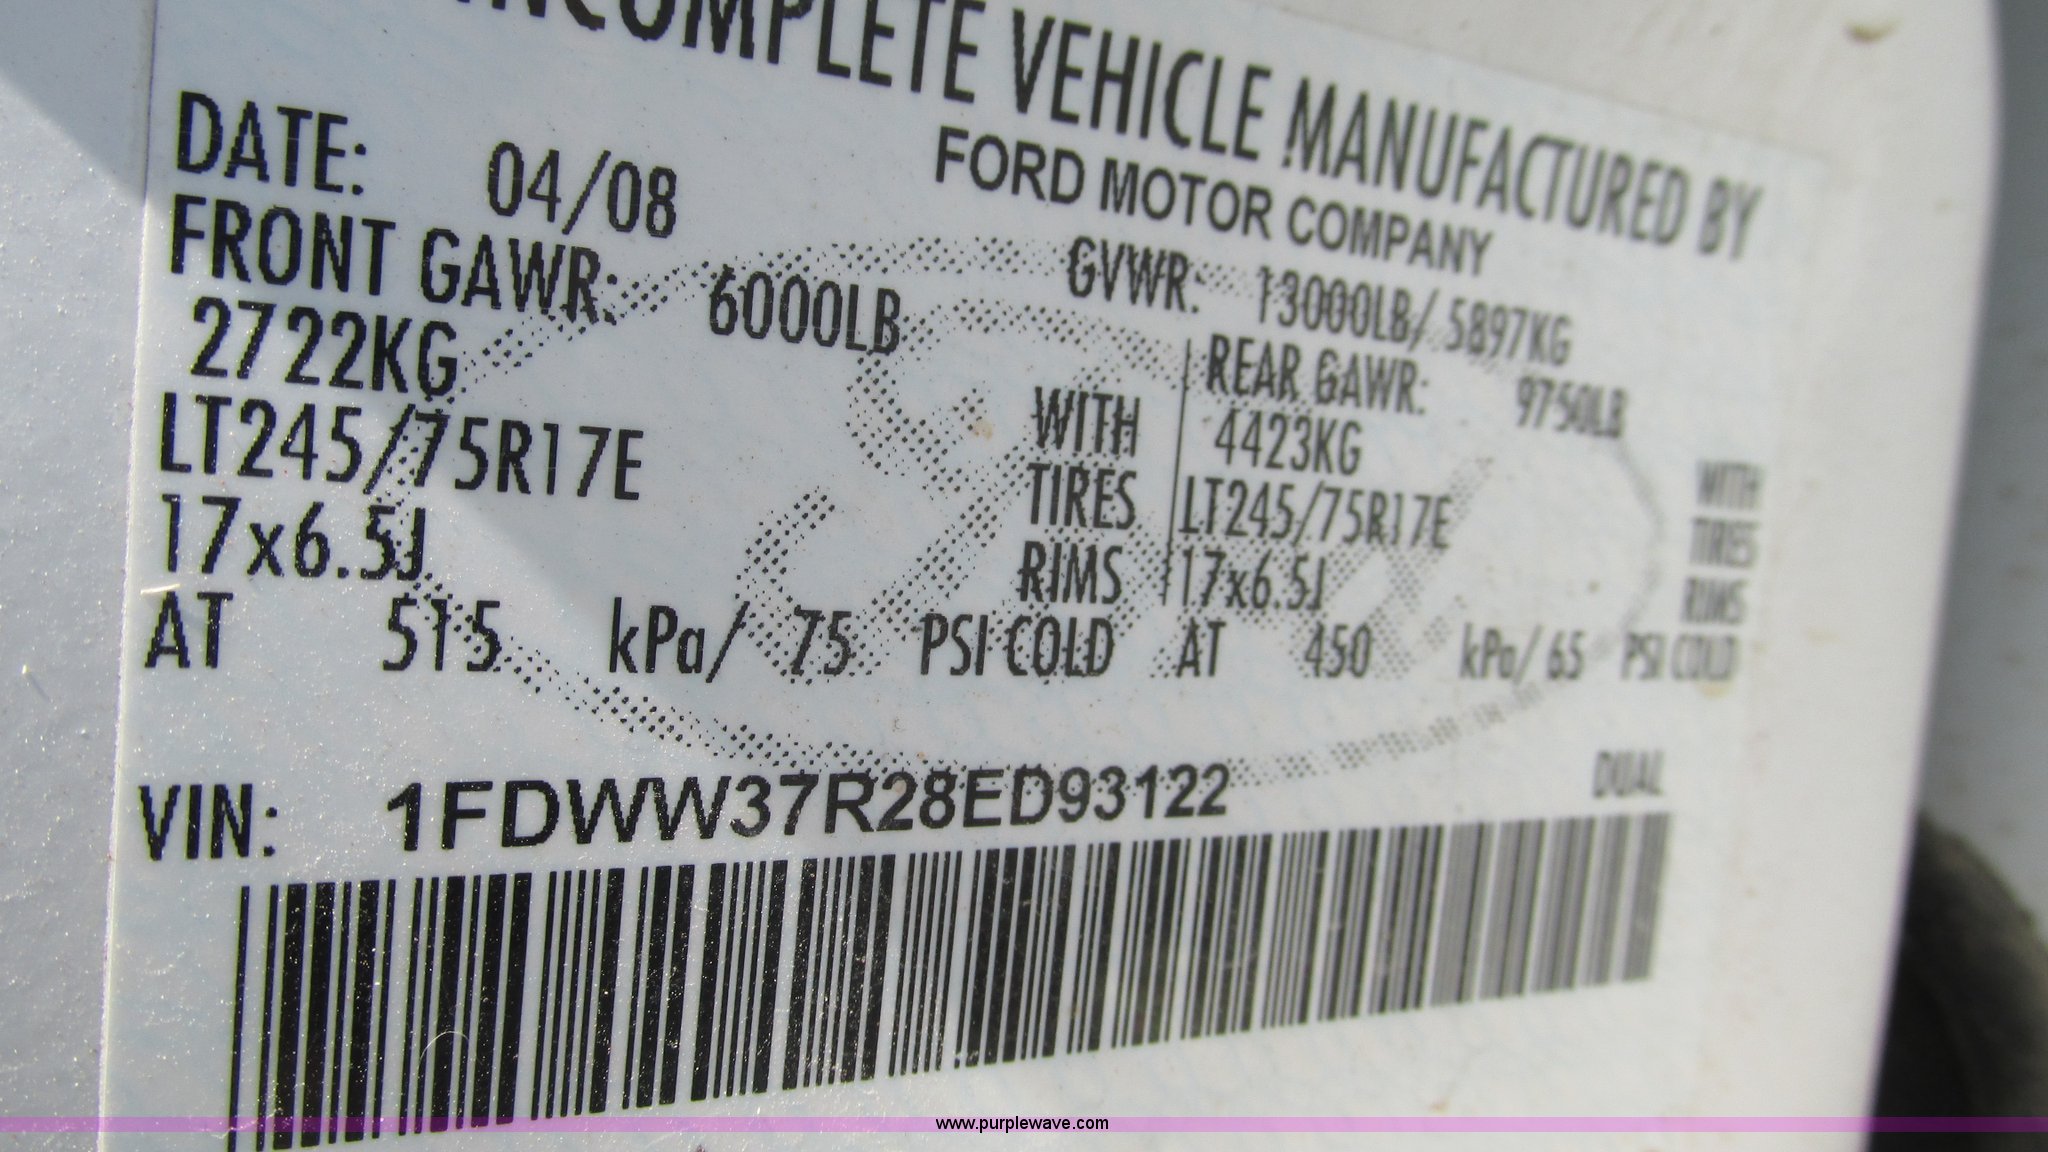 INCOMPLETE VEHICLE MANUFACTURED BY
FORD MOTOR COMPANY
DATE: 04/08
GVWR: 13000LB/ 5897KG
FRONT GAWR: 6000LB
REAR GAWR: 9750LB
2722KG WITH
4423KG WITH
LT245/75R17E TIRES
LT245/75R17E TIRES
17x6.5J RIMS
17x6.5J RIMS
AT 515 kPa/ 75 PSI COLD
AT 450 kPa/ 65 PSI COLD
VIN: 1FDWW37R28ED93122
DUAL
www.purplewave.com